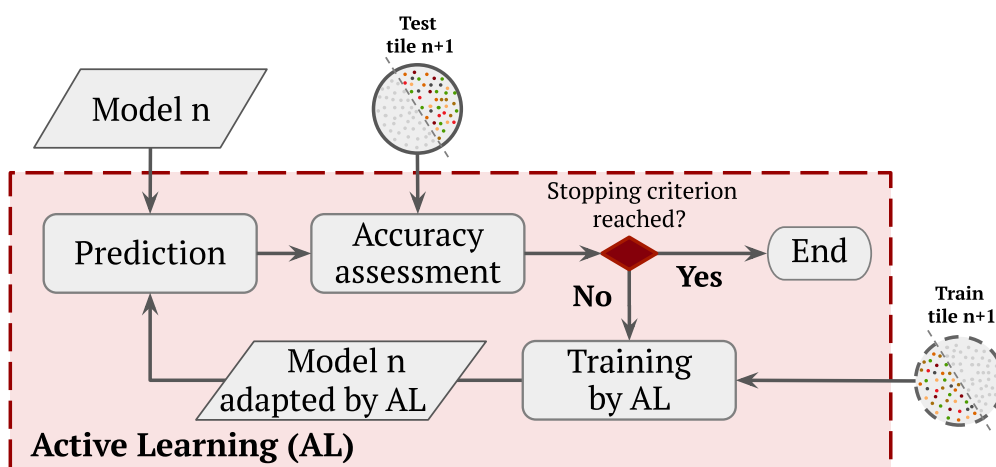 Test
tile n+1
Model n
Stopping criterion
reached?
Prediction
Accuracy
assessment
End
Yes
No
Train
tile n+1
Model n
adapted by AL
Training
by AL
Active Learning (AL)